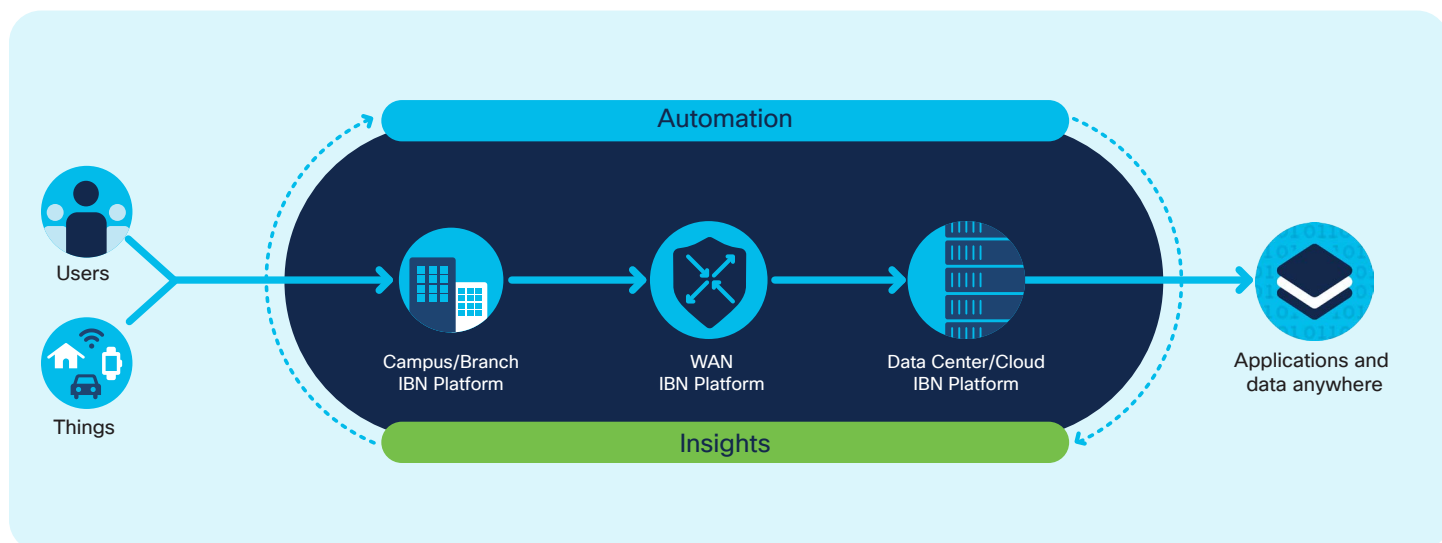 Automation
Users
Things
Campus/Branch
IBN Platform
WAN
IBN Platform
Data Center/Cloud
IBN Platform
Applications and
data anywhere
Insights